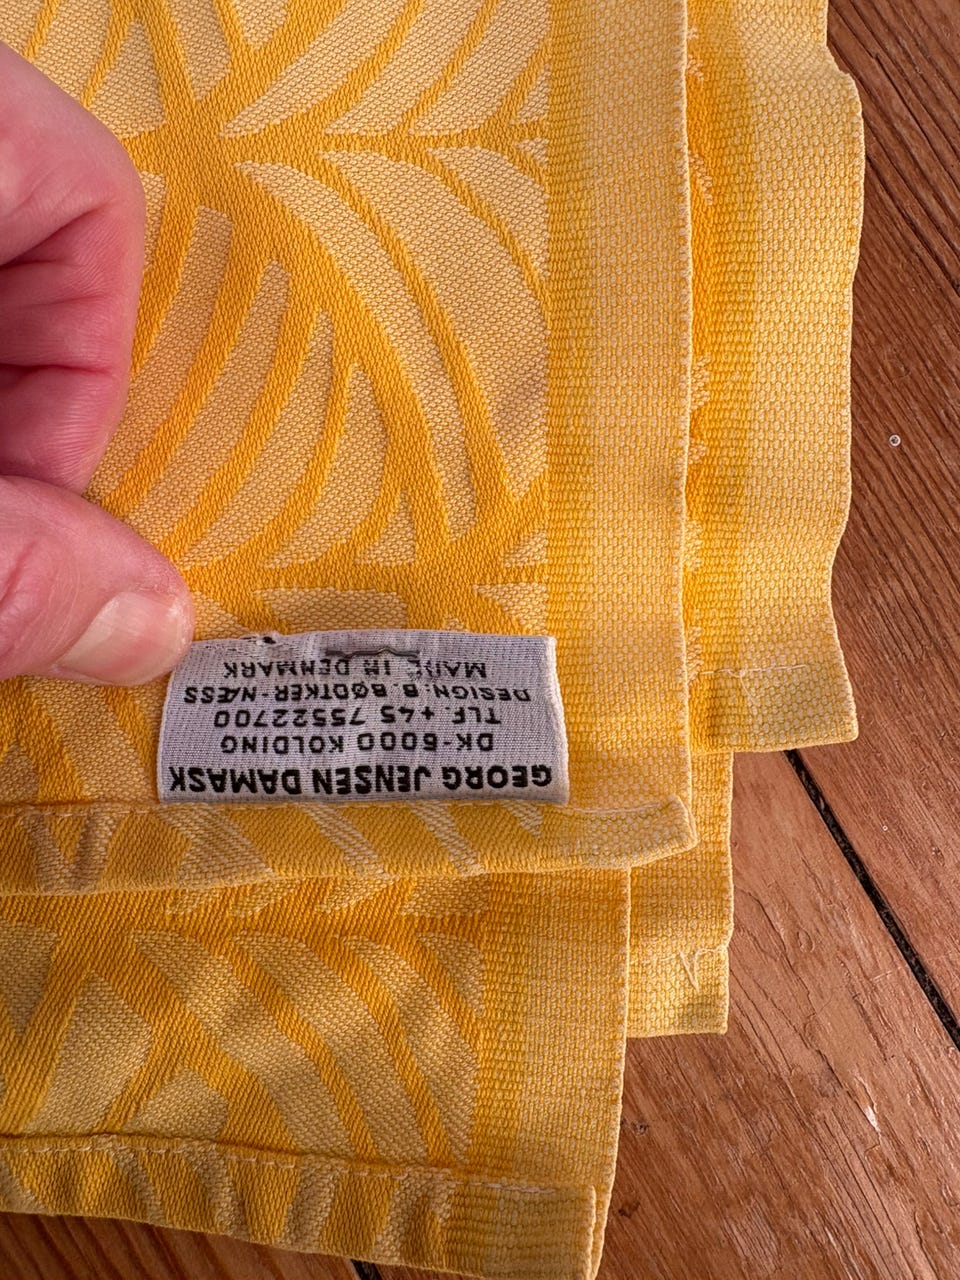 GEORG JENSEN DAMASK
DK-6000 KOLDING
TLF. +45 75522700
DESIGN: B. BØDTKER-NÆSS
MADE IN DENMARK